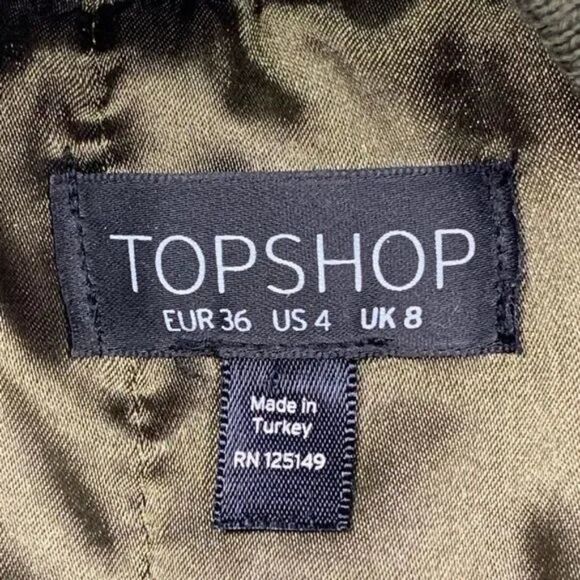 TOPSHOP
EUR 36 US 4 UK 8
Made in
Turkey
RN 125149